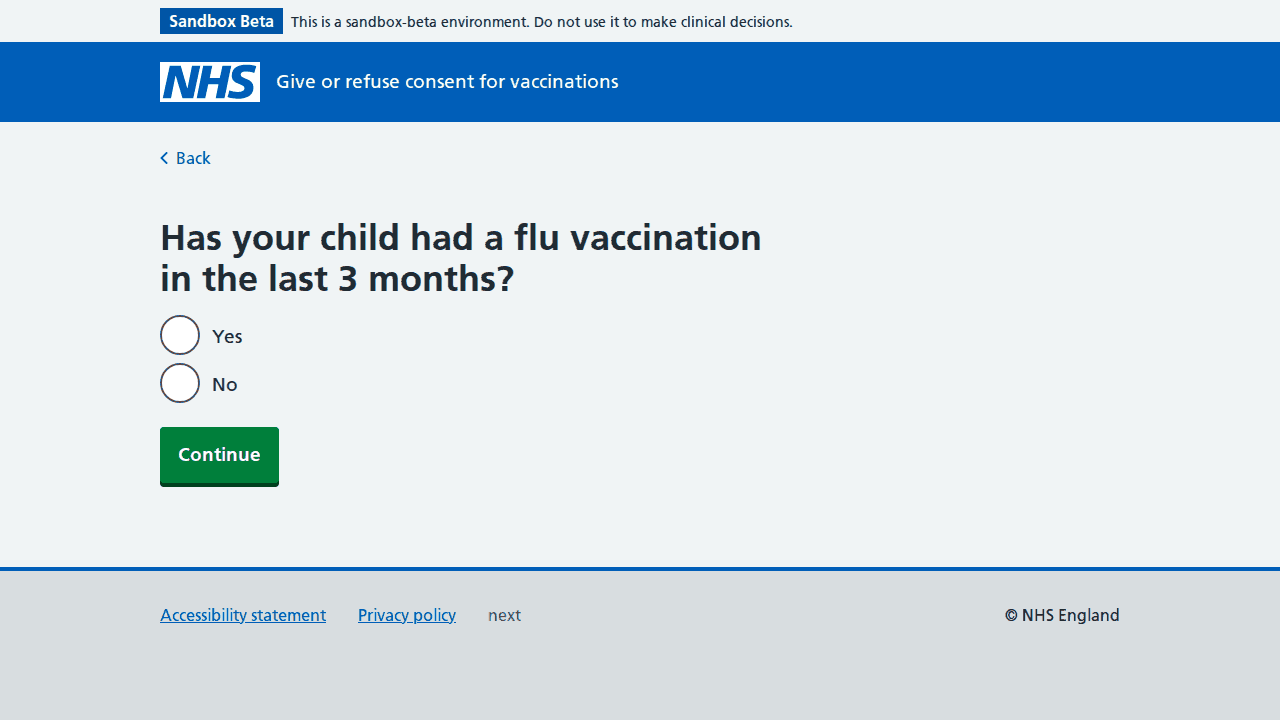 Sandbox Beta This is a sandbox-beta environment. Do not use it to make clinical decisions.
NHS Give or refuse consent for vaccinations
Back
Has your child had a flu vaccination
in the last 3 months?
Yes
No
Continue
Accessibility statement Privacy policy next © NHS England